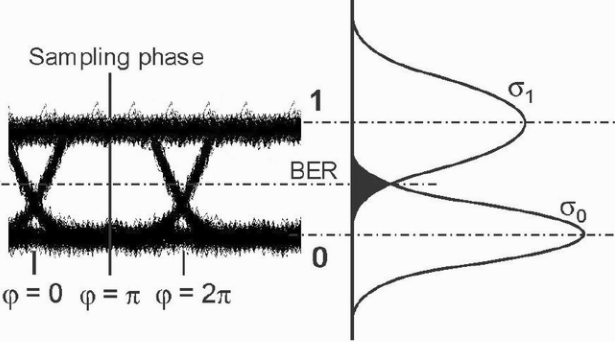 Sampling phase
1
σ1
BER
σ0
0
φ = 0 φ = π φ = 2π